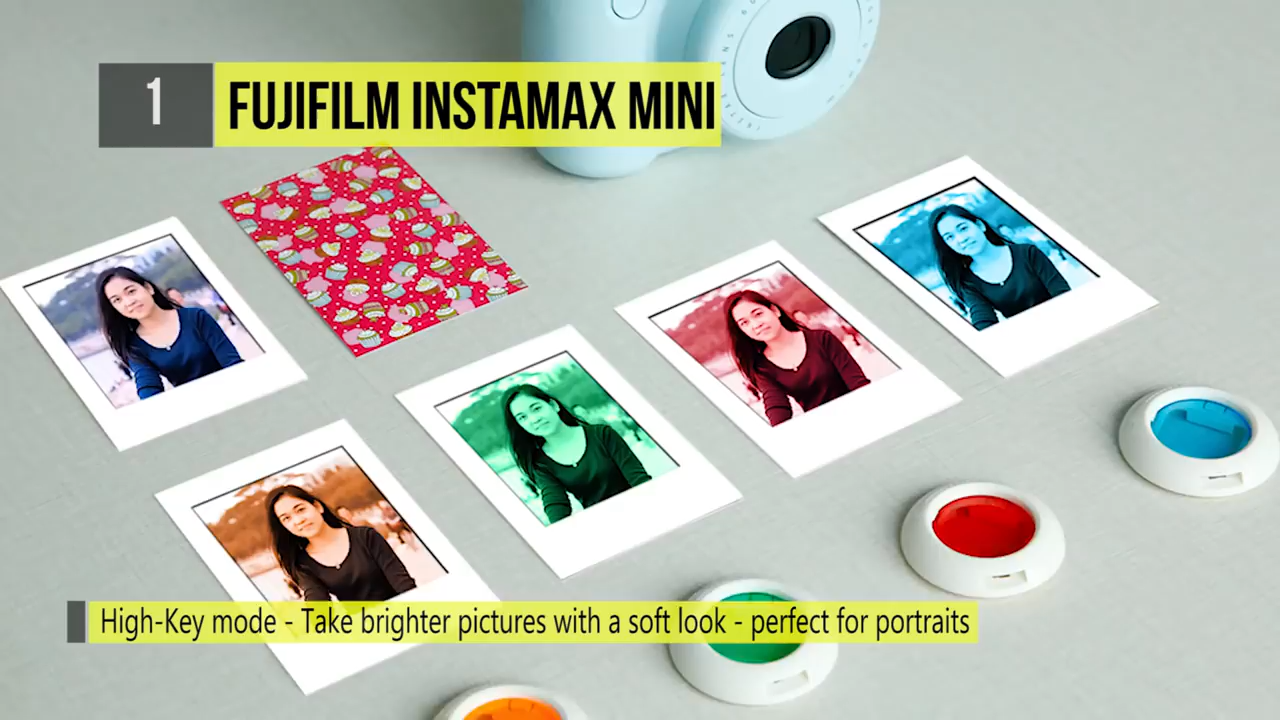 1
FUJIFILM INSTAMAX MINI
High-Key mode - Take brighter pictures with a soft look - perfect for portraits